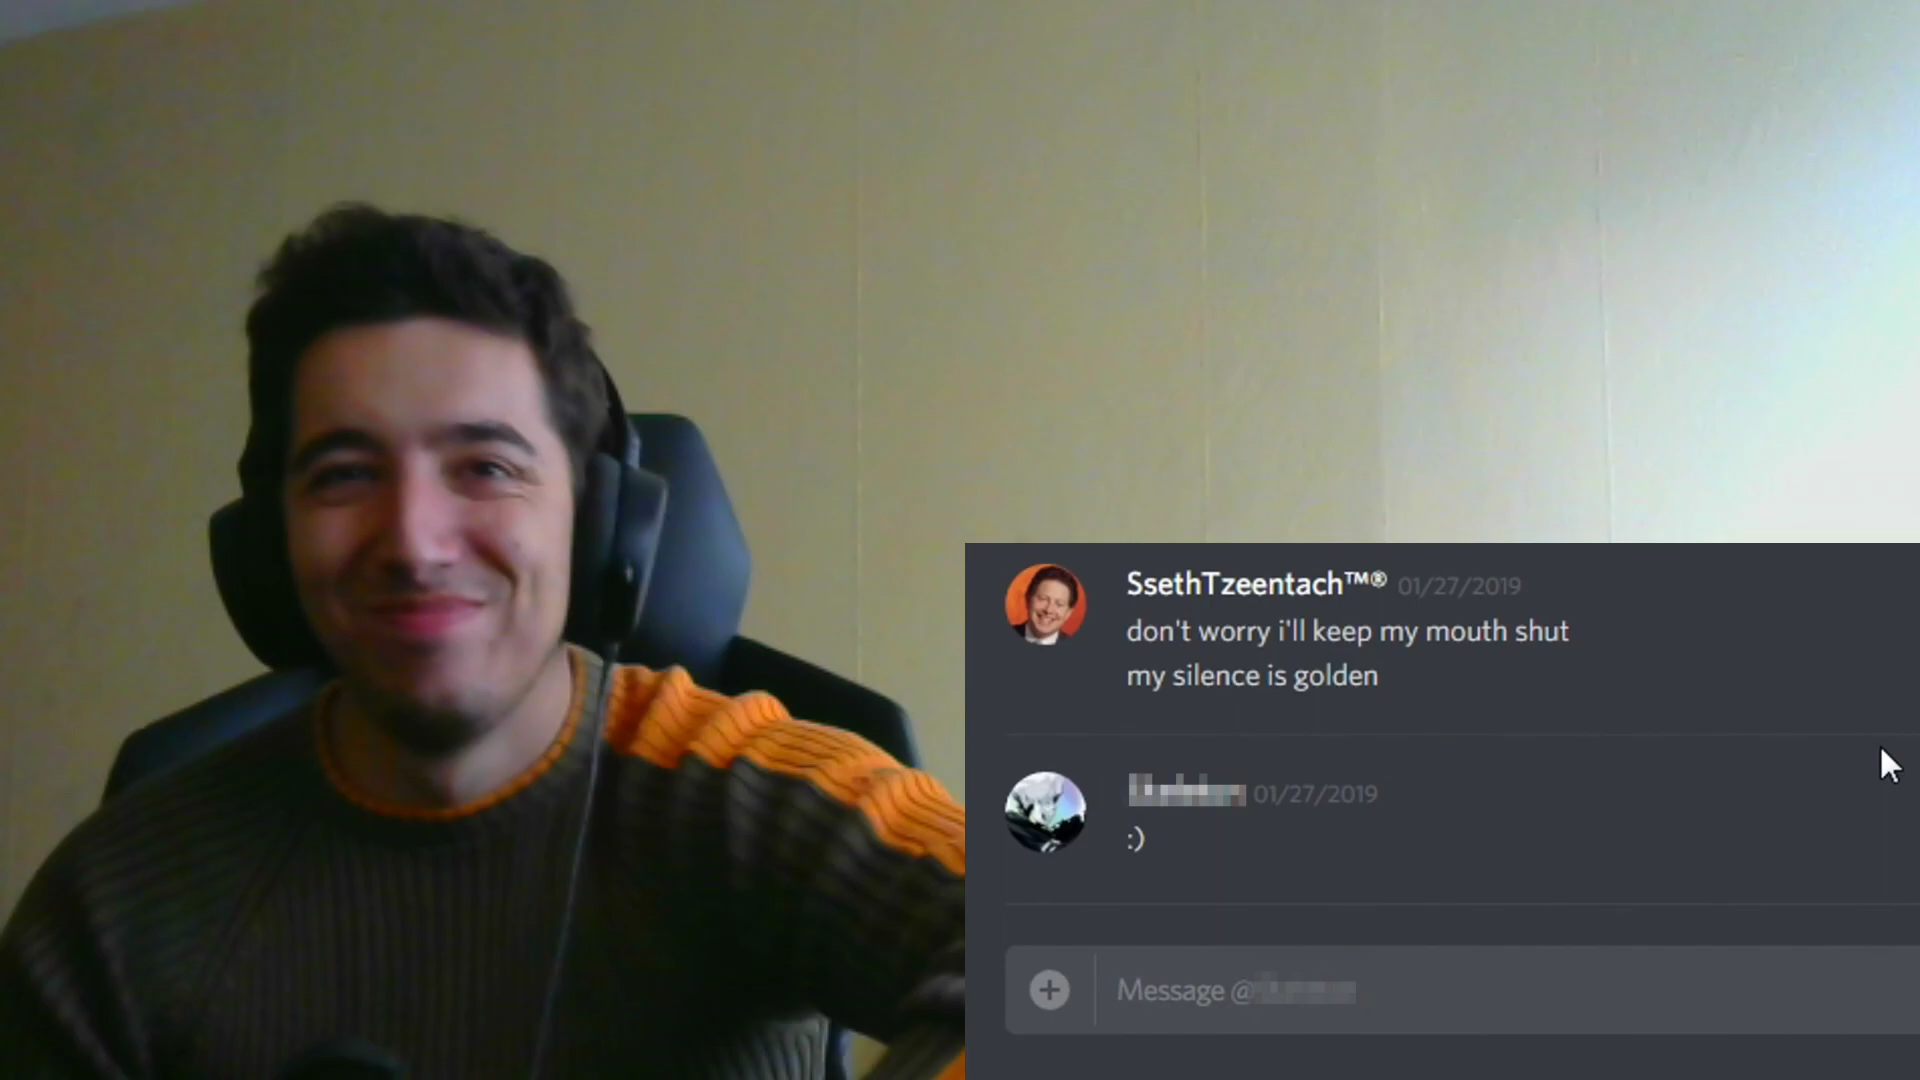 SsethTzeentach™® 01/27/2019
don't worry i'll keep my mouth shut
my silence is golden
01/27/2019
:)
Message @